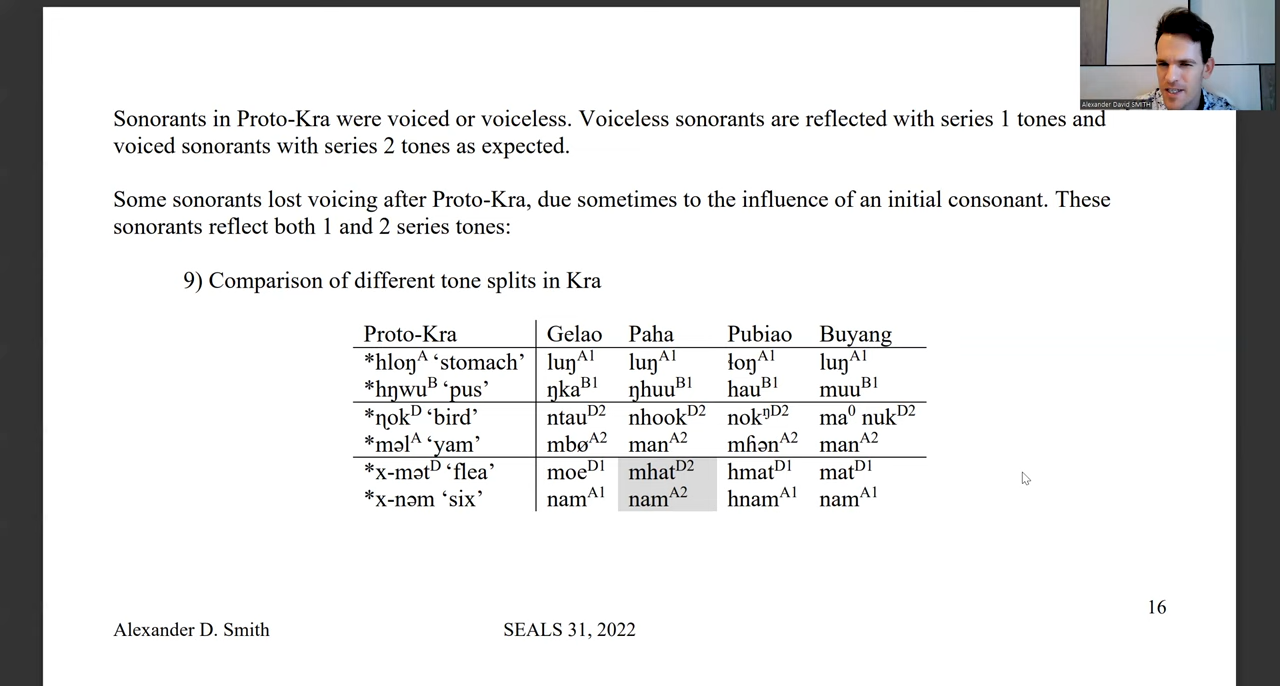 Alexander David SMITH
Sonorants in Proto-Kra were voiced or voiceless. Voiceless sonorants are reflected with series 1 tones and
voiced sonorants with series 2 tones as expected.
Some sonorants lost voicing after Proto-Kra, due sometimes to the influence of an initial consonant. These
sonorants reflect both 1 and 2 series tones:
9) Comparison of different tone splits in Kra
Proto-Kra Gelao Paha Pubiao Buyang
*hloŋᴬ ‘stomach’ luŋᴬ¹ luŋᴬ¹ łoŋᴬ¹ luŋᴬ¹
*hŋwuᴮ ‘pus’ ŋkaᴮ¹ ŋhuuᴮ¹ hauᴮ¹ muuᴮ¹
*ɳokᴰ ‘bird’ ntauᴰ² nhookᴰ² nokᵑᴰ² ma⁰ nukᴰ²
*məlᴬ ‘yam’ mbøᴬ² manᴬ² mɦənᴬ² manᴬ²
*x-mətᴰ ‘flea’ moeᴰ¹ mhatᴰ² hmatᴰ¹ matᴰ¹
*x-nəm ‘six’ namᴬ¹ namᴬ² hnamᴬ¹ namᴬ¹
16
Alexander D. Smith SEALS 31, 2022